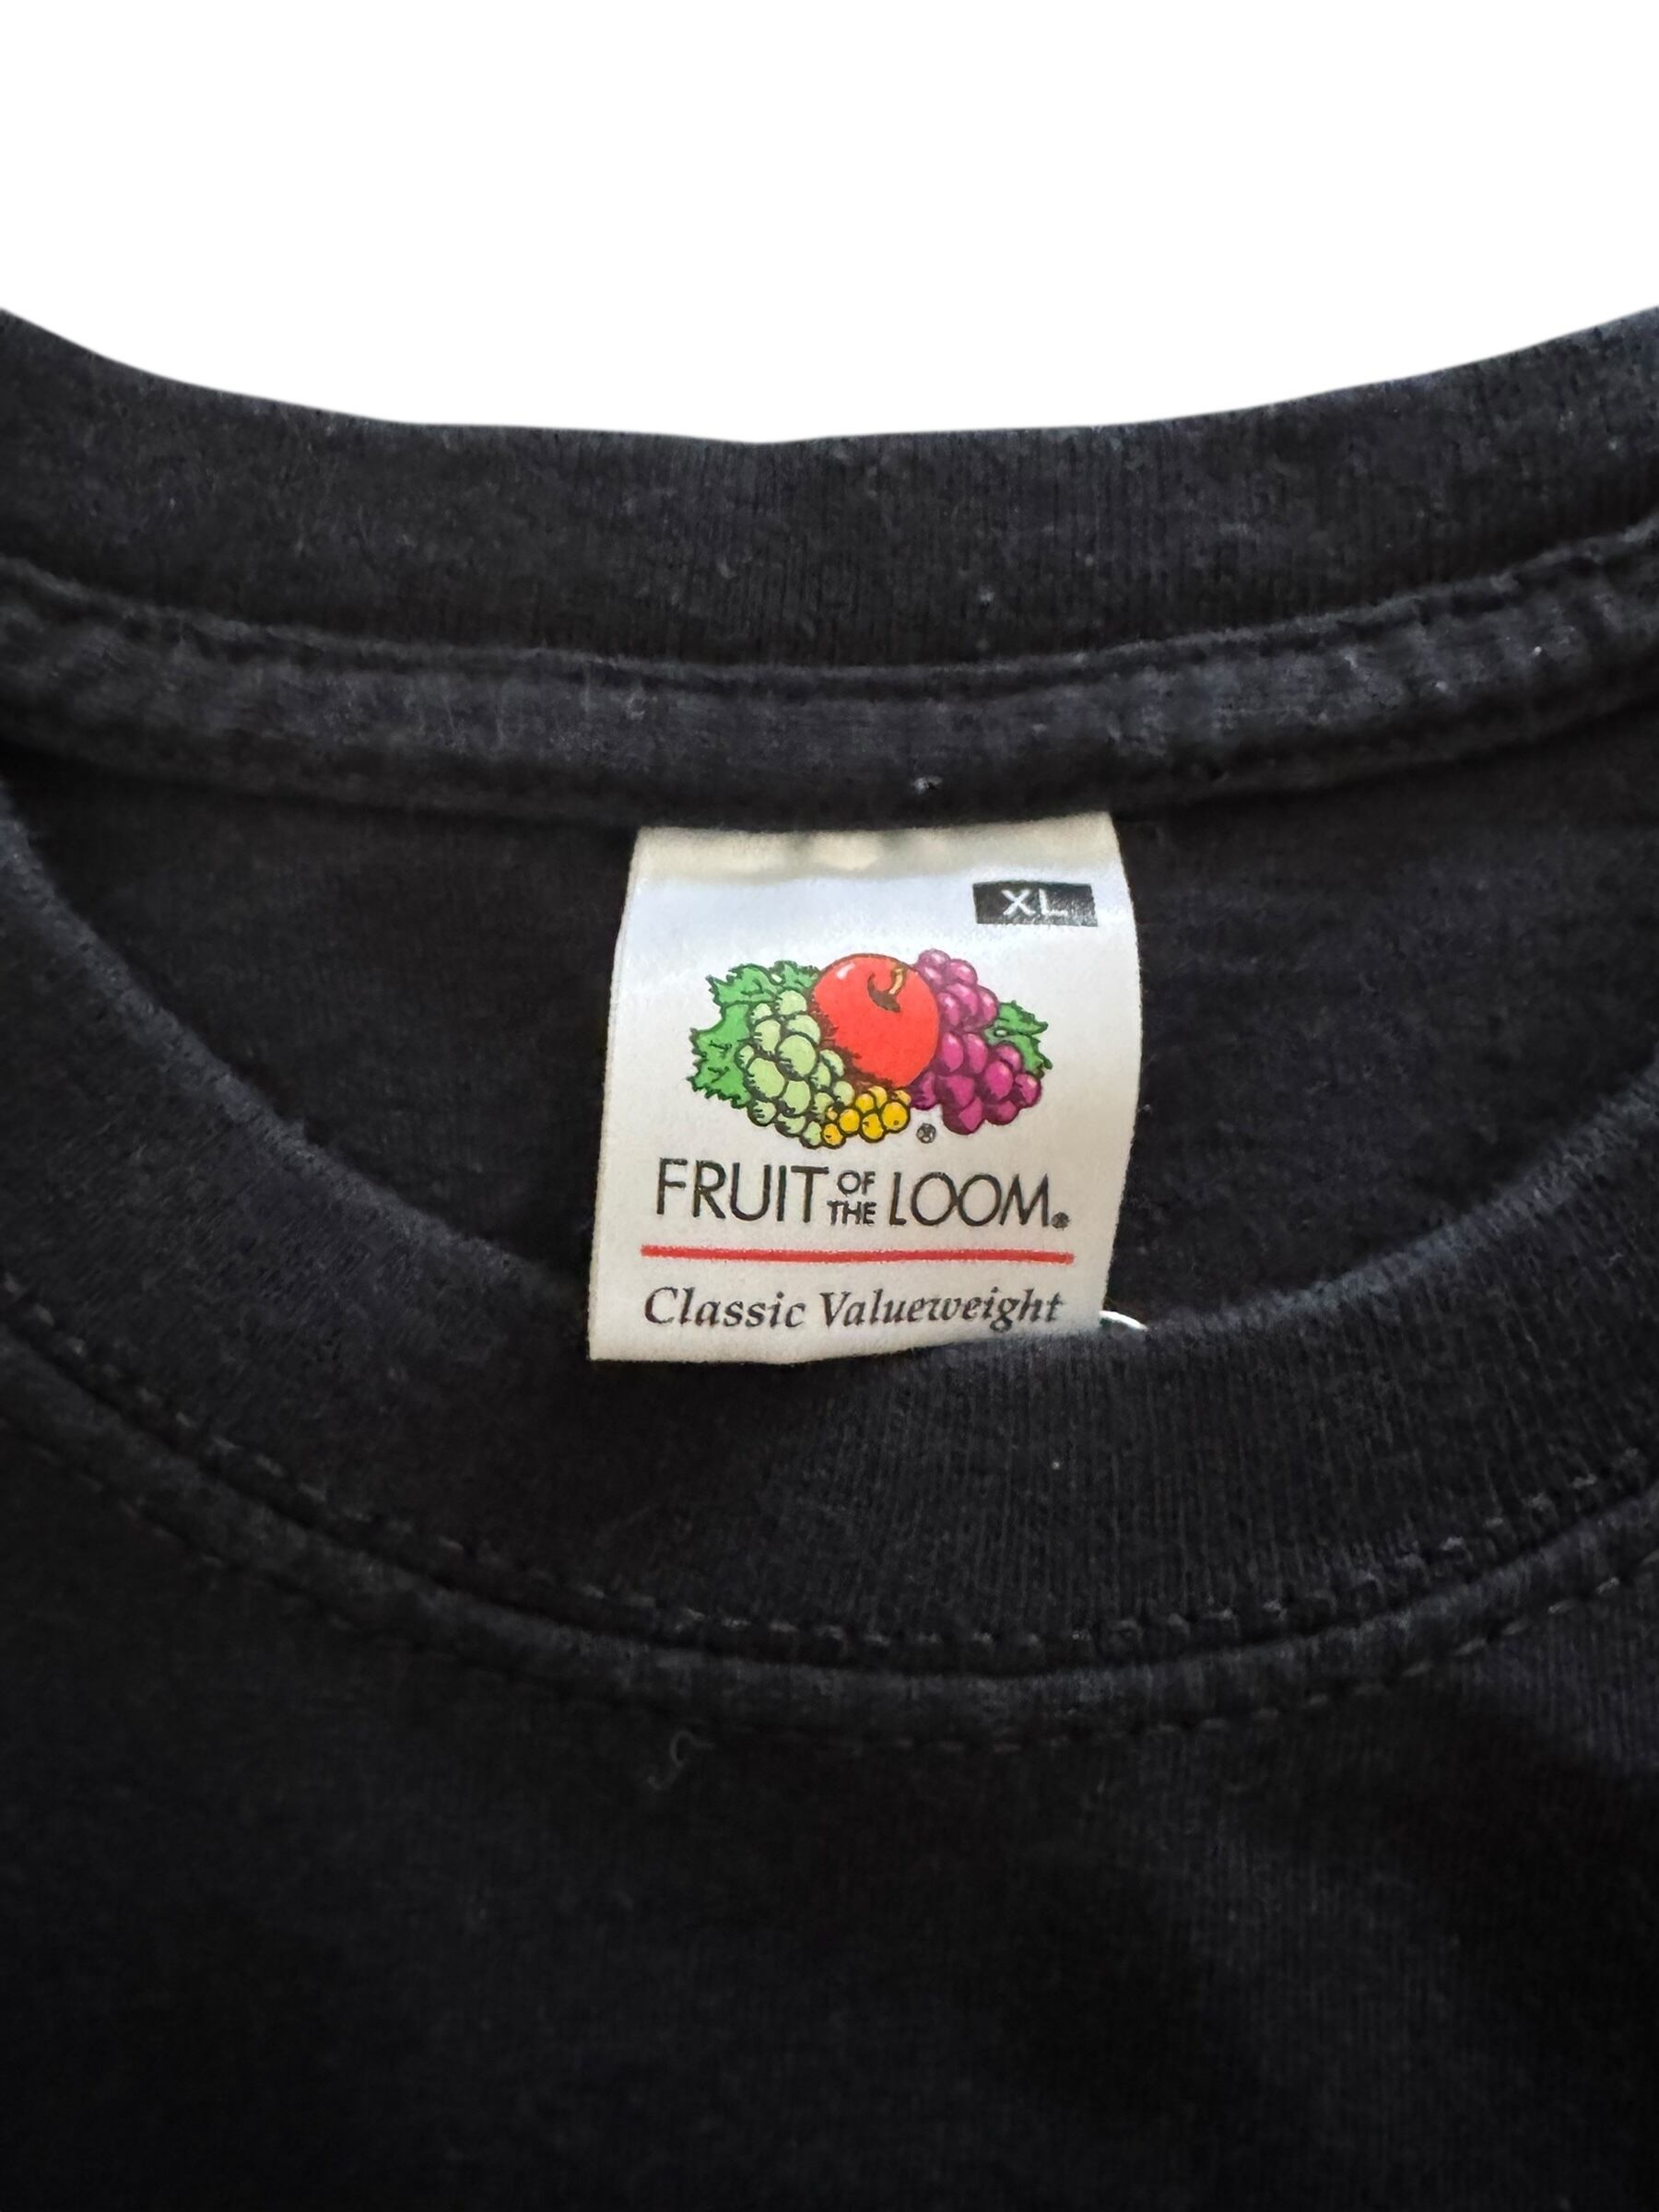 XL
®
FRUIT OF THE LOOM®
Classic Valueweight